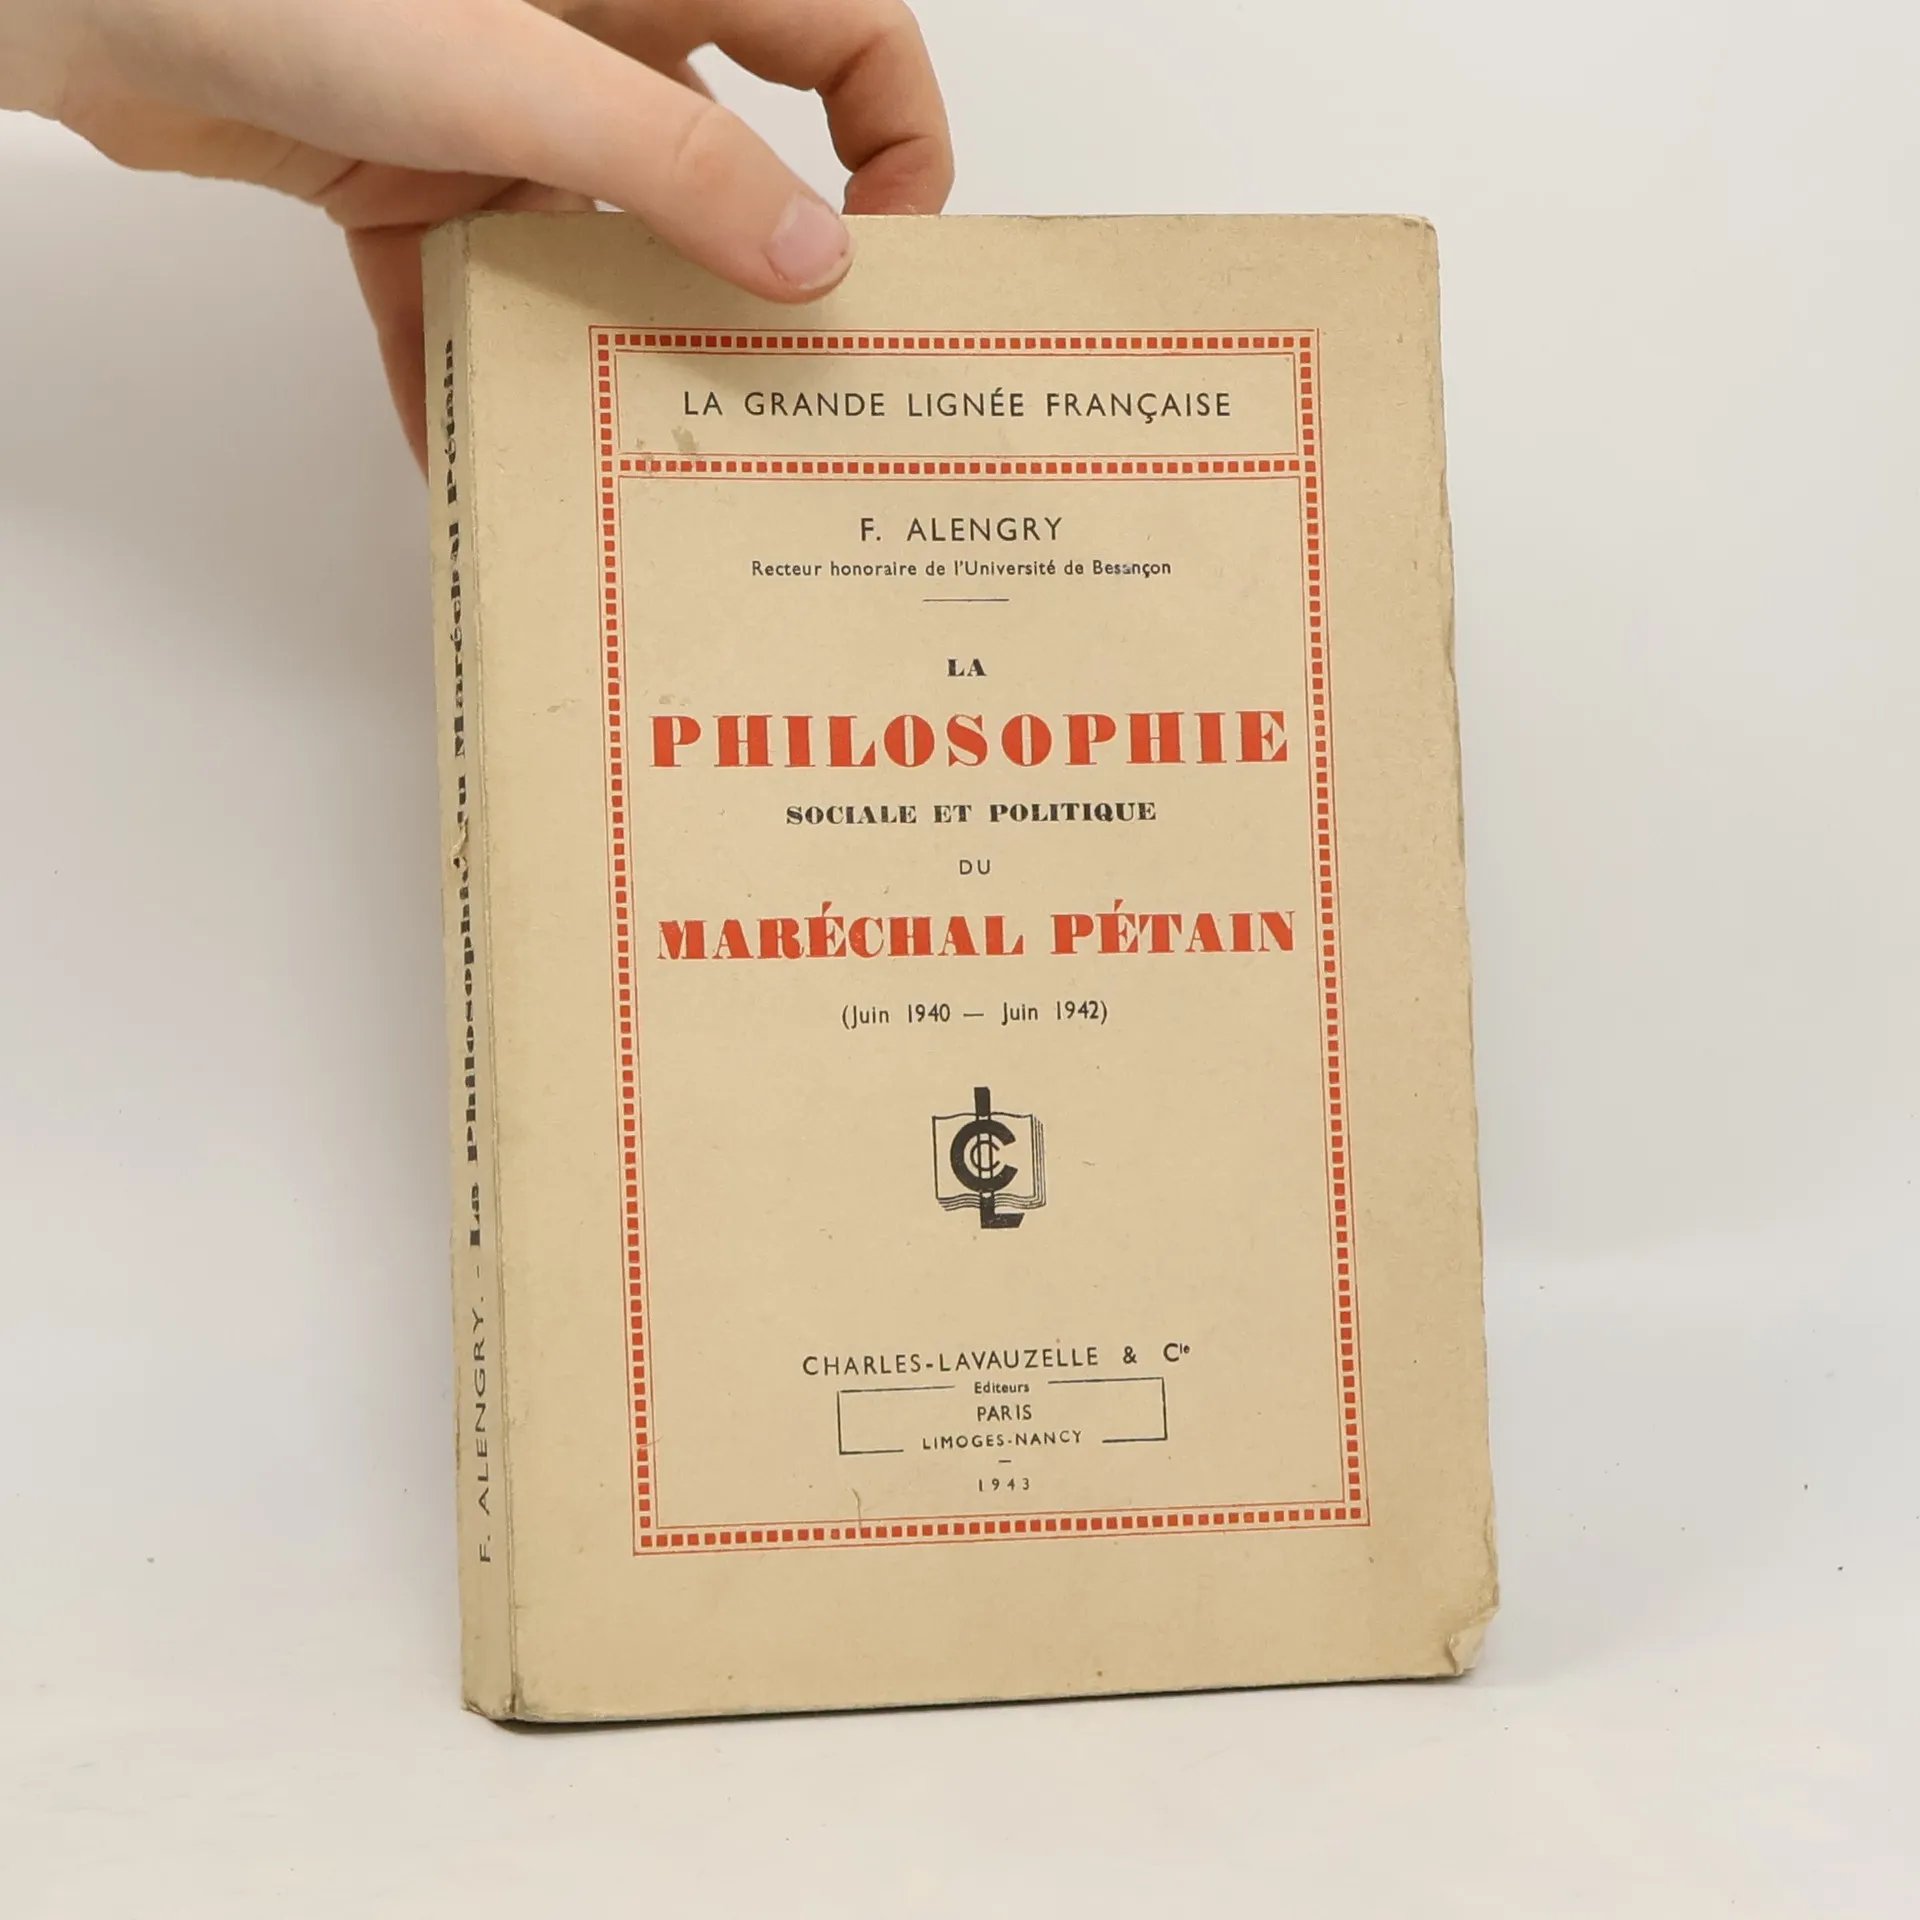 LA GRANDE LIGNÉE FRANÇAISE
F. ALENGRY
Recteur honoraire de l'Université de Besançon
LA
PHILOSOPHIE
SOCIALE ET POLITIQUE
DU
MARÉCHAL PÉTAIN
(Juin 1940 — Juin 1942)
CHARLES-LAVAUZELLE & Cie
Editeurs
PARIS
LIMOGES-NANCY
1943
F. ALENGRY. - La Philosophie du Maréchal Pétain